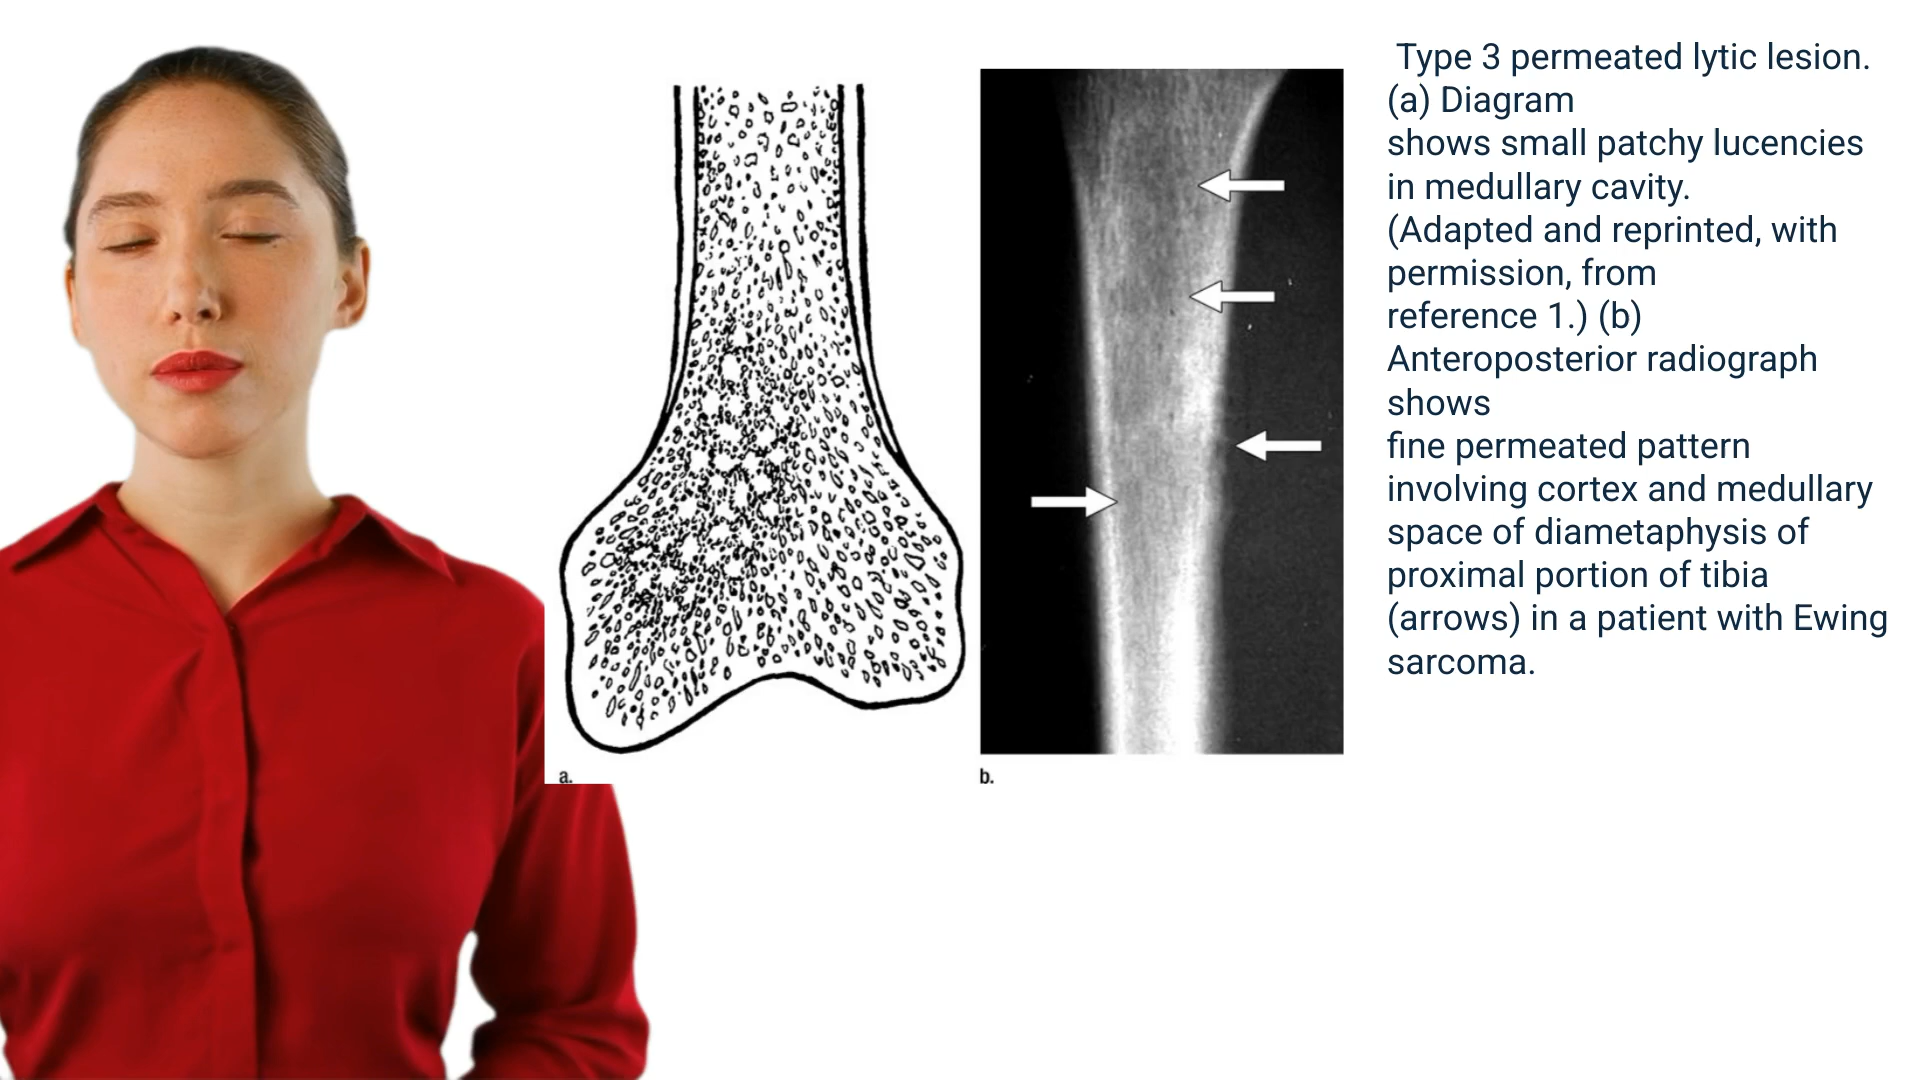 Type 3 permeated lytic lesion.
(a) Diagram
shows small patchy lucencies
in medullary cavity.
(Adapted and reprinted, with
permission, from
reference 1.) (b)
Anteroposterior radiograph
shows
fine permeated pattern
involving cortex and medullary
space of diametaphysis of
proximal portion of tibia
(arrows) in a patient with Ewing
sarcoma.
a.
b.